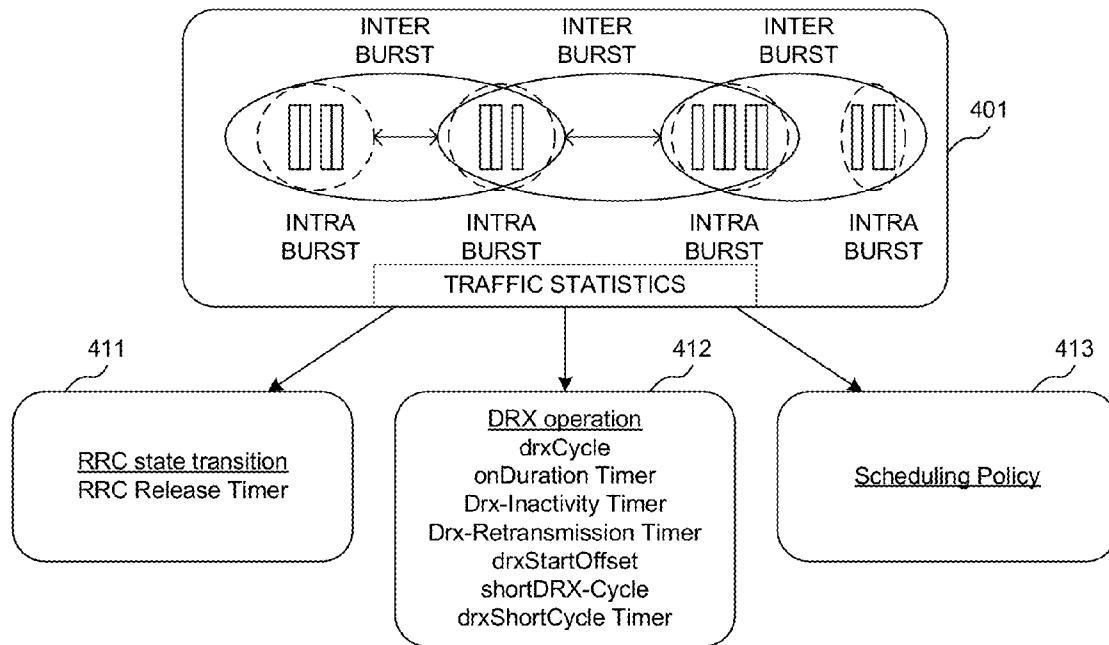 INTER BURST
INTER BURST
INTER BURST
401
INTRA BURST
INTRA BURST
INTRA BURST
INTRA BURST
TRAFFIC STATISTICS
411
412
413
RRC state transition
RRC Release Timer
DRX operation
drxCycle
onDuration Timer
Drx-Inactivity Timer
Drx-Retransmission Timer
drxStartOffset
shortDRX-Cycle
drxShortCycle Timer
Scheduling Policy